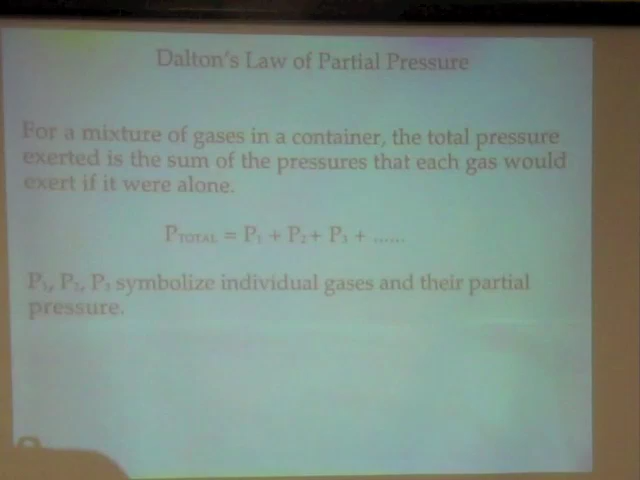 Dalton's Law of Partial Pressure
For a mixture of gases in a container, the total pressure
exerted is the sum of the pressures that each gas would
exert if it were alone.
PTOTAL = P1 + P2+ P3 + ......
P1, P2, P3 symbolize individual gases and their partial
pressure.